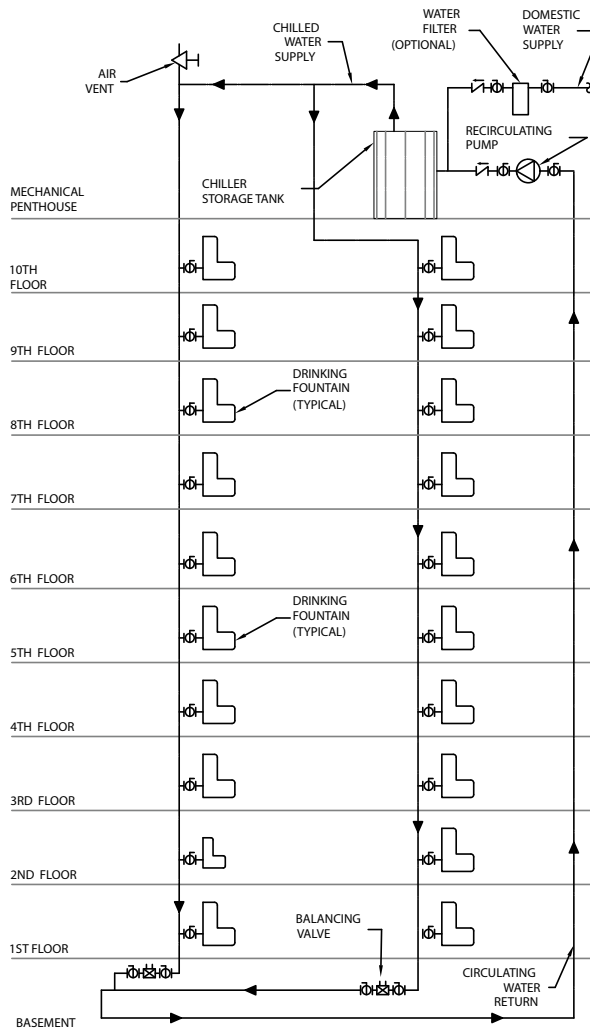 CHILLED
WATER
SUPPLY
WATER
FILTER
(OPTIONAL)
DOMESTIC
WATER
SUPPLY
AIR
VENT
RECIRCULATING
PUMP
CHILLER
STORAGE TANK
MECHANICAL
PENTHOUSE
10TH
FLOOR
9TH FLOOR
DRINKING
FOUNTAIN
(TYPICAL)
8TH FLOOR
7TH FLOOR
6TH FLOOR
DRINKING
FOUNTAIN
(TYPICAL)
5TH FLOOR
4TH FLOOR
3RD FLOOR
2ND FLOOR
BALANCING
VALVE
1ST FLOOR
CIRCULATING
WATER
RETURN
BASEMENT